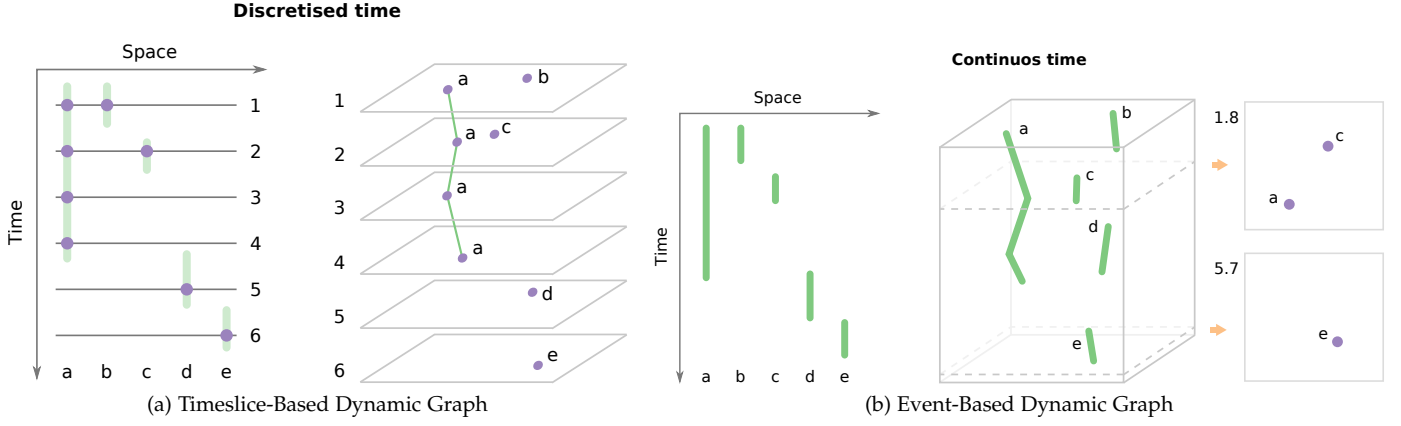 Discretised time
Space
Time
1
2
3
4
5
6
a b c d e
1
2
3
4
5
6
a
b
a
c
a
a
d
e
(a) Timeslice-Based Dynamic Graph
Continuos time
Space
Time
a b c d e
a
b
c
d
e
1.8
c
a
5.7
e
(b) Event-Based Dynamic Graph